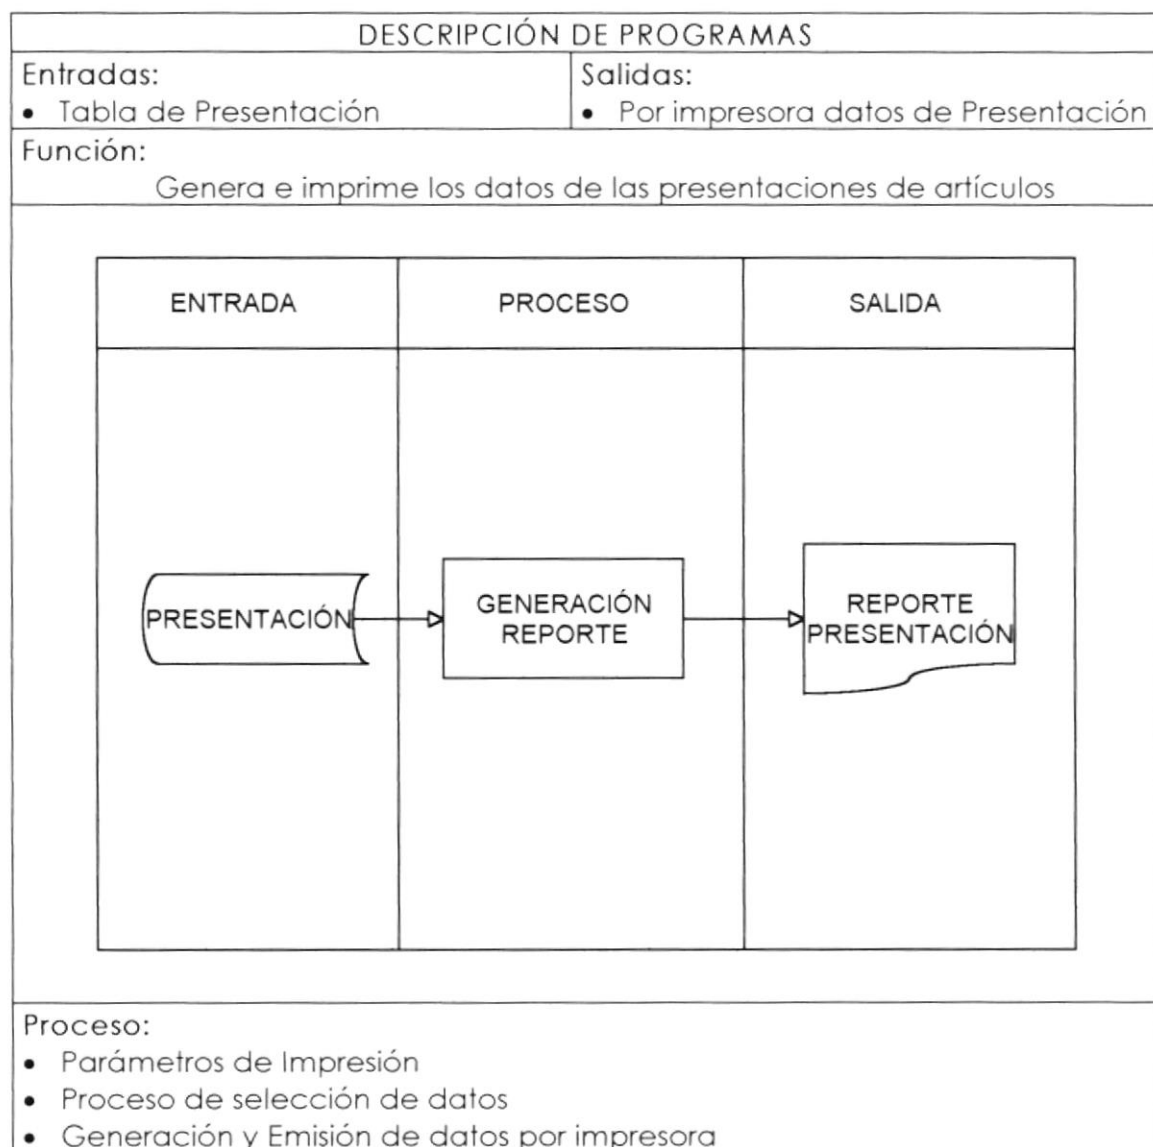 DESCRIPCIÓN DE PROGRAMAS
Entradas:
• Tabla de Presentación
Salidas:
• Por impresora datos de Presentación
Función:
Genera e imprime los datos de las presentaciones de artículos
ENTRADA
PROCESO
SALIDA
PRESENTACIÓN
GENERACIÓN
REPORTE
REPORTE
PRESENTACIÓN
Proceso:
• Parámetros de Impresión
• Proceso de selección de datos
• Generación y Emisión de datos por impresora